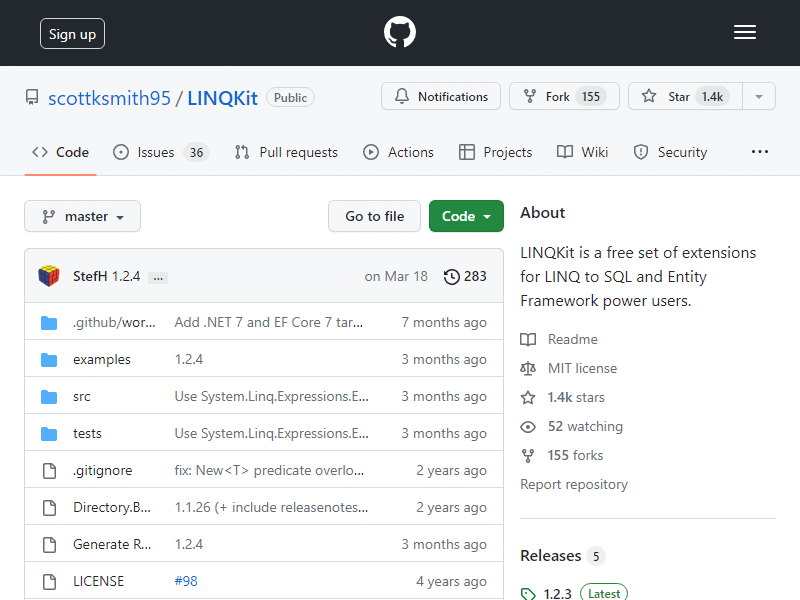 Sign up
scottksmith95 / LINQKit Public
Notifications Fork 155 Star 1.4k
Code Issues 36 Pull requests Actions Projects Wiki Security ...
master Go to file Code
StefH 1.2.4 ... on Mar 18 283
.github/wor... Add .NET 7 and EF Core 7 tar... 7 months ago
examples 1.2.4 3 months ago
src Use System.Linq.Expressions.E... 3 months ago
tests Use System.Linq.Expressions.E... 3 months ago
.gitignore fix: New<T> predicate overlo... 2 years ago
Directory.B... 1.1.26 (+ include releasenotes... 2 years ago
Generate R... 1.2.4 3 months ago
LICENSE #98 4 years ago
About
LINQKit is a free set of extensions
for LINQ to SQL and Entity
Framework power users.
Readme
MIT license
1.4k stars
52 watching
155 forks
Report repository
Releases 5
1.2.3 Latest